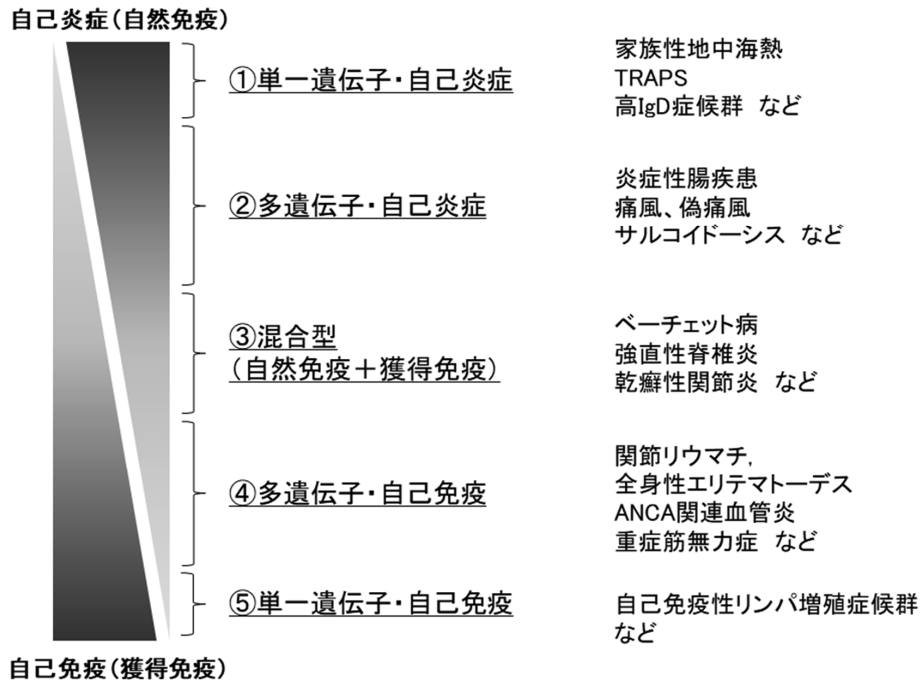 自己炎症(自然免疫)
①単一遺伝子・自己炎症
家族性地中海熱
TRAPS
高IgD症候群 など
②多遺伝子・自己炎症
炎症性腸疾患
痛風、偽痛風
サルコイドーシス など
③混合型
(自然免疫+獲得免疫)
ベーチェット病
強直性脊椎炎
乾癬性関節炎 など
④多遺伝子・自己免疫
関節リウマチ,
全身性エリテマトーデス
ANCA関連血管炎
重症筋無力症 など
⑤単一遺伝子・自己免疫
自己免疫性リンパ増殖症候群
など
自己免疫(獲得免疫)